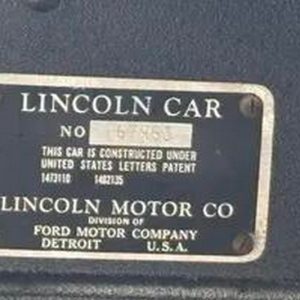 LINCOLN CAR
NO
THIS CAR IS CONSTRUCTED UNDER
UNITED STATES LETTERS PATENT
1473110 1402135
LINCOLN MOTOR CO
DIVISION OF
FORD MOTOR COMPANY
DETROIT U.S.A.